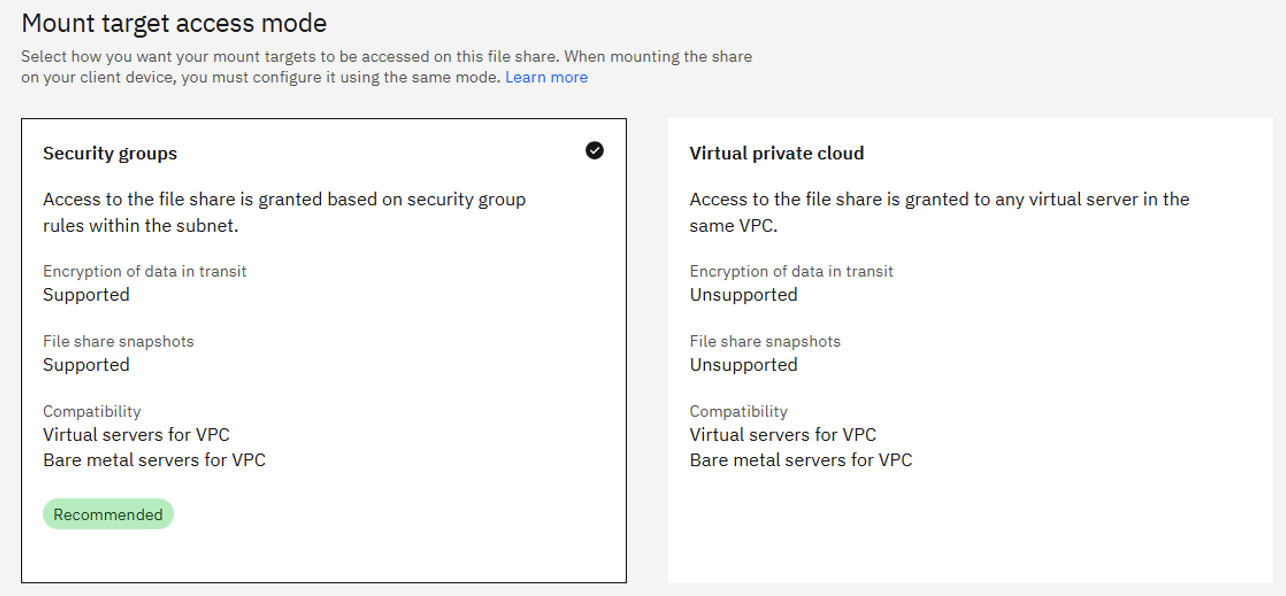 Mount target access mode
Select how you want your mount targets to be accessed on this file share. When mounting the share
on your client device, you must configure it using the same mode. Learn more
Security groups
Access to the file share is granted based on security group
rules within the subnet.
Encryption of data in transit
Supported
File share snapshots
Supported
Compatibility
Virtual servers for VPC
Bare metal servers for VPC
Recommended
Virtual private cloud
Access to the file share is granted to any virtual server in the
same VPC.
Encryption of data in transit
Unsupported
File share snapshots
Unsupported
Compatibility
Virtual servers for VPC
Bare metal servers for VPC